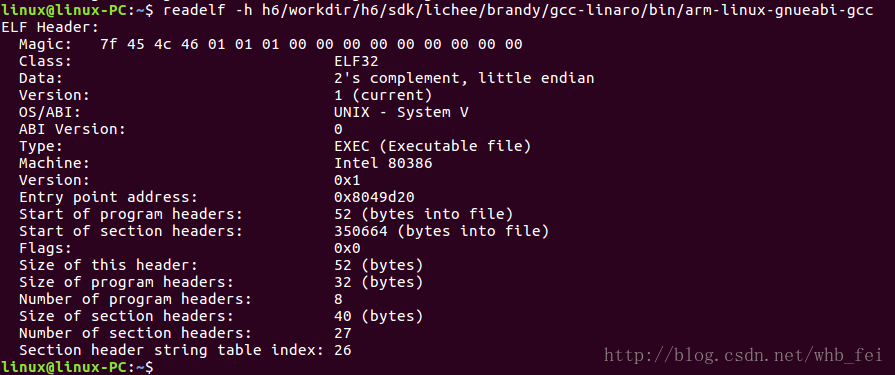 linux@linux-PC:~$ readelf -h h6/workdir/h6/sdk/lichee/brandy/gcc-linaro/bin/arm-linux-gnueabi-gcc
ELF Header:
  Magic:   7f 45 4c 46 01 01 01 00 00 00 00 00 00 00 00 00
  Class:                             ELF32
  Data:                              2's complement, little endian
  Version:                           1 (current)
  OS/ABI:                            UNIX - System V
  ABI Version:                       0
  Type:                              EXEC (Executable file)
  Machine:                           Intel 80386
  Version:                           0x1
  Entry point address:               0x8049d20
  Start of program headers:          52 (bytes into file)
  Start of section headers:          350664 (bytes into file)
  Flags:                             0x0
  Size of this header:               52 (bytes)
  Size of program headers:           32 (bytes)
  Number of program headers:         8
  Size of section headers:           40 (bytes)
  Number of section headers:         27
  Section header string table index: 26
http://blog.csdn.net/whb_fei
linux@linux-PC:~$